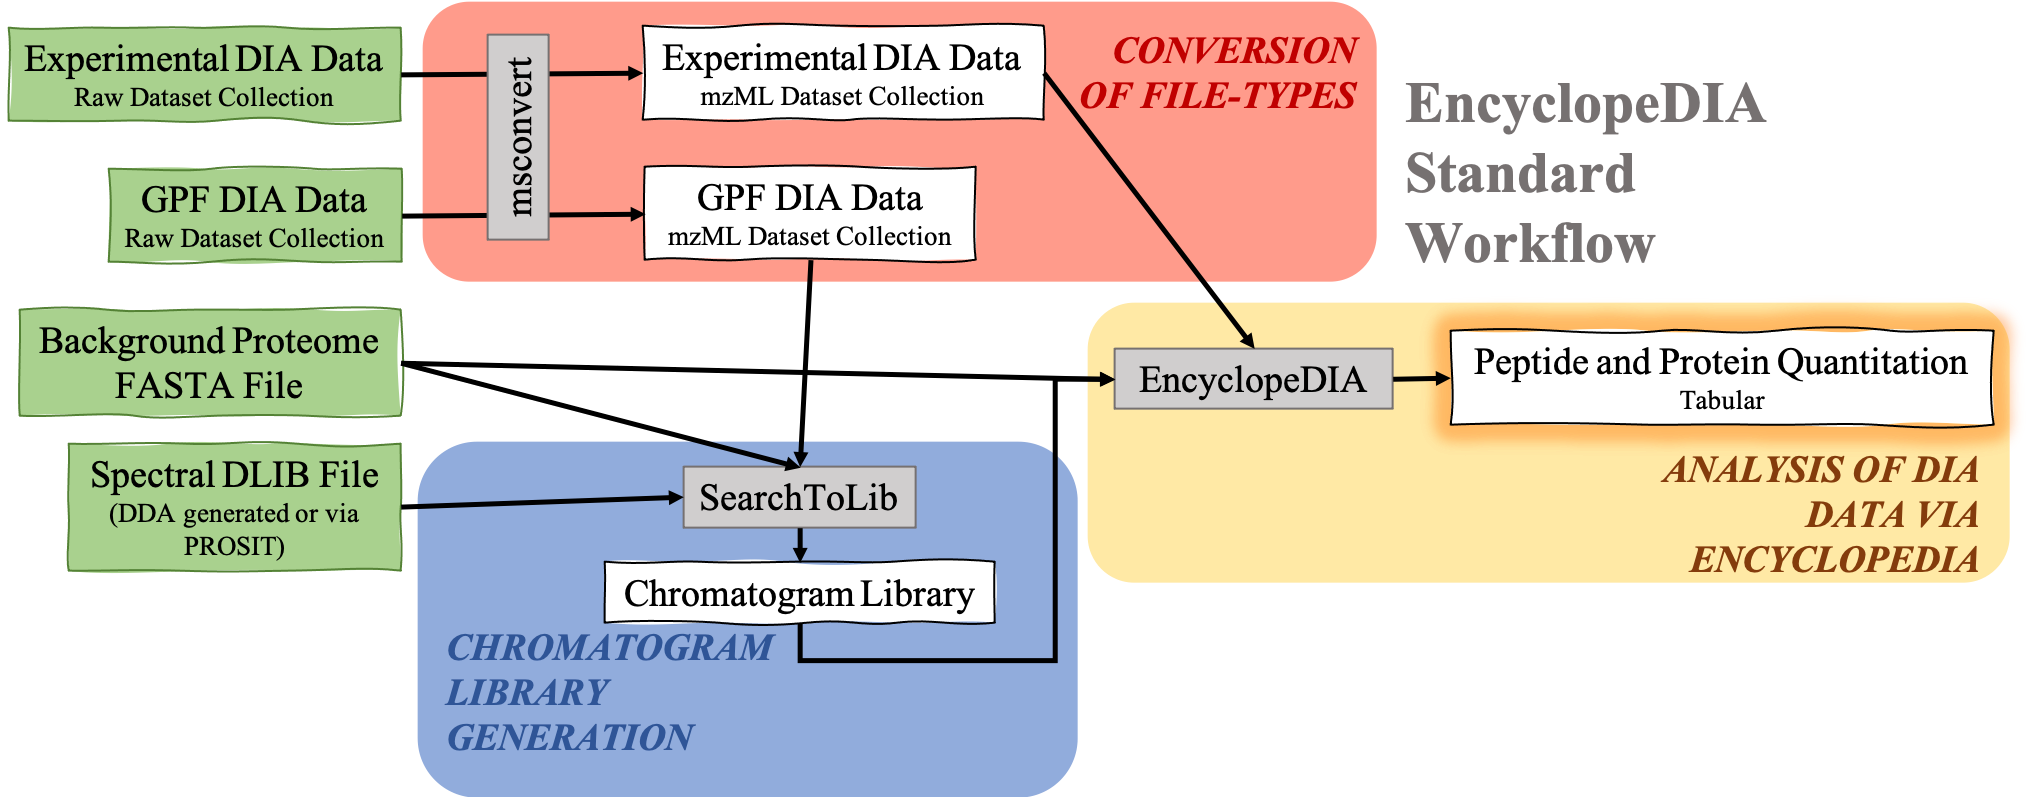 Experimental DIA Data
Raw Dataset Collection
msconvert
Experimental DIA Data
mzML Dataset Collection
CONVERSION
OF FILE-TYPES
EncyclopeDIA
Standard
Workflow
GPF DIA Data
Raw Dataset Collection
GPF DIA Data
mzML Dataset Collection
Background Proteome
FASTA File
EncyclopeDIA
Peptide and Protein Quantitation
Tabular
ANALYSIS OF DIA
DATA VIA
ENCYCLOPEDIA
Spectral DLIB File
(DDA generated or via
PROSIT)
SearchToLib
Chromatogram Library
CHROMATOGRAM
LIBRARY
GENERATION